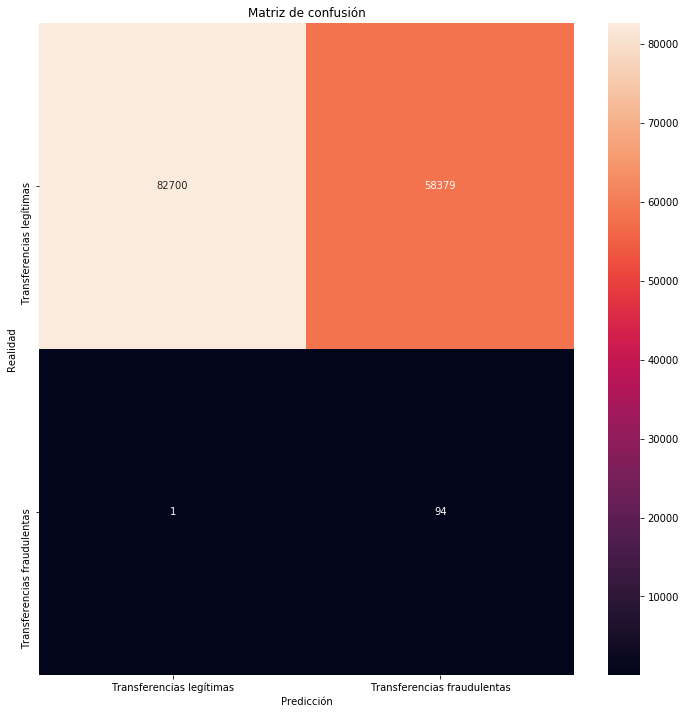 Matriz de confusión
Realidad
Transferencias legítimas
Transferencias fraudulentas
82700
58379
1
94
Transferencias legítimas
Transferencias fraudulentas
Predicción
80000
70000
60000
50000
40000
30000
20000
10000